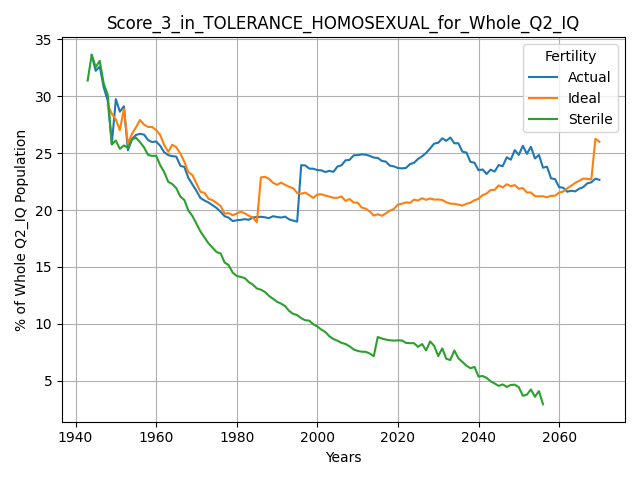 Score_3_in_TOLERANCE_HOMOSEXUAL_for_Whole_Q2_IQ
% of Whole Q2_IQ Population
35
30
25
20
15
10
5
Fertility
Actual
Ideal
Sterile
1940 1960 1980 2000 2020 2040 2060
Years